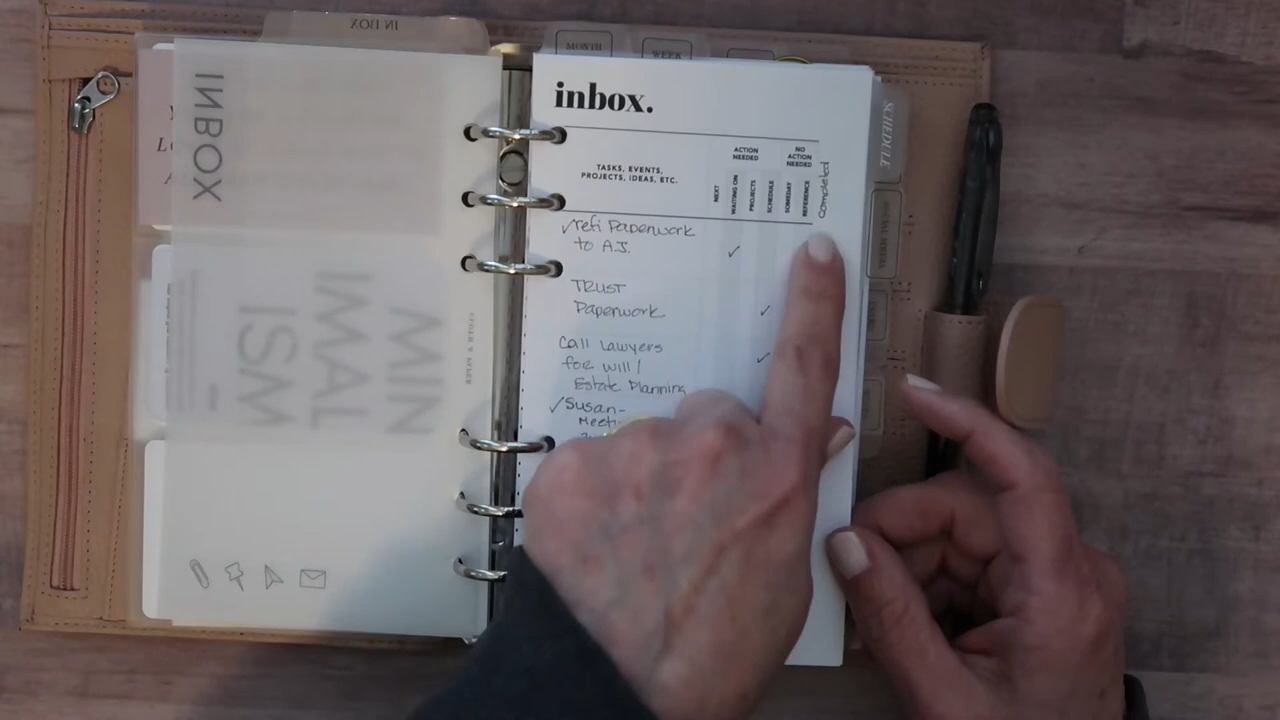 IN BOX
INBOX
MIN
IMAL
ISM
MONTH
WEEK
inbox.
TASKS, EVENTS,
PROJECTS, IDEAS, ETC.
ACTION
NEEDED
NO
ACTION
NEEDED
NEXT
WAITING ON
PROJECTS
SCHEDULE
SOMEDAY
REFERENCE
completed
✓refi Paperwork
to A.J.
✓
TRUST
Paperwork
✓
Call Lawyers
for will /
Estate Planning
✓
✓Susan-
SCHEDULE